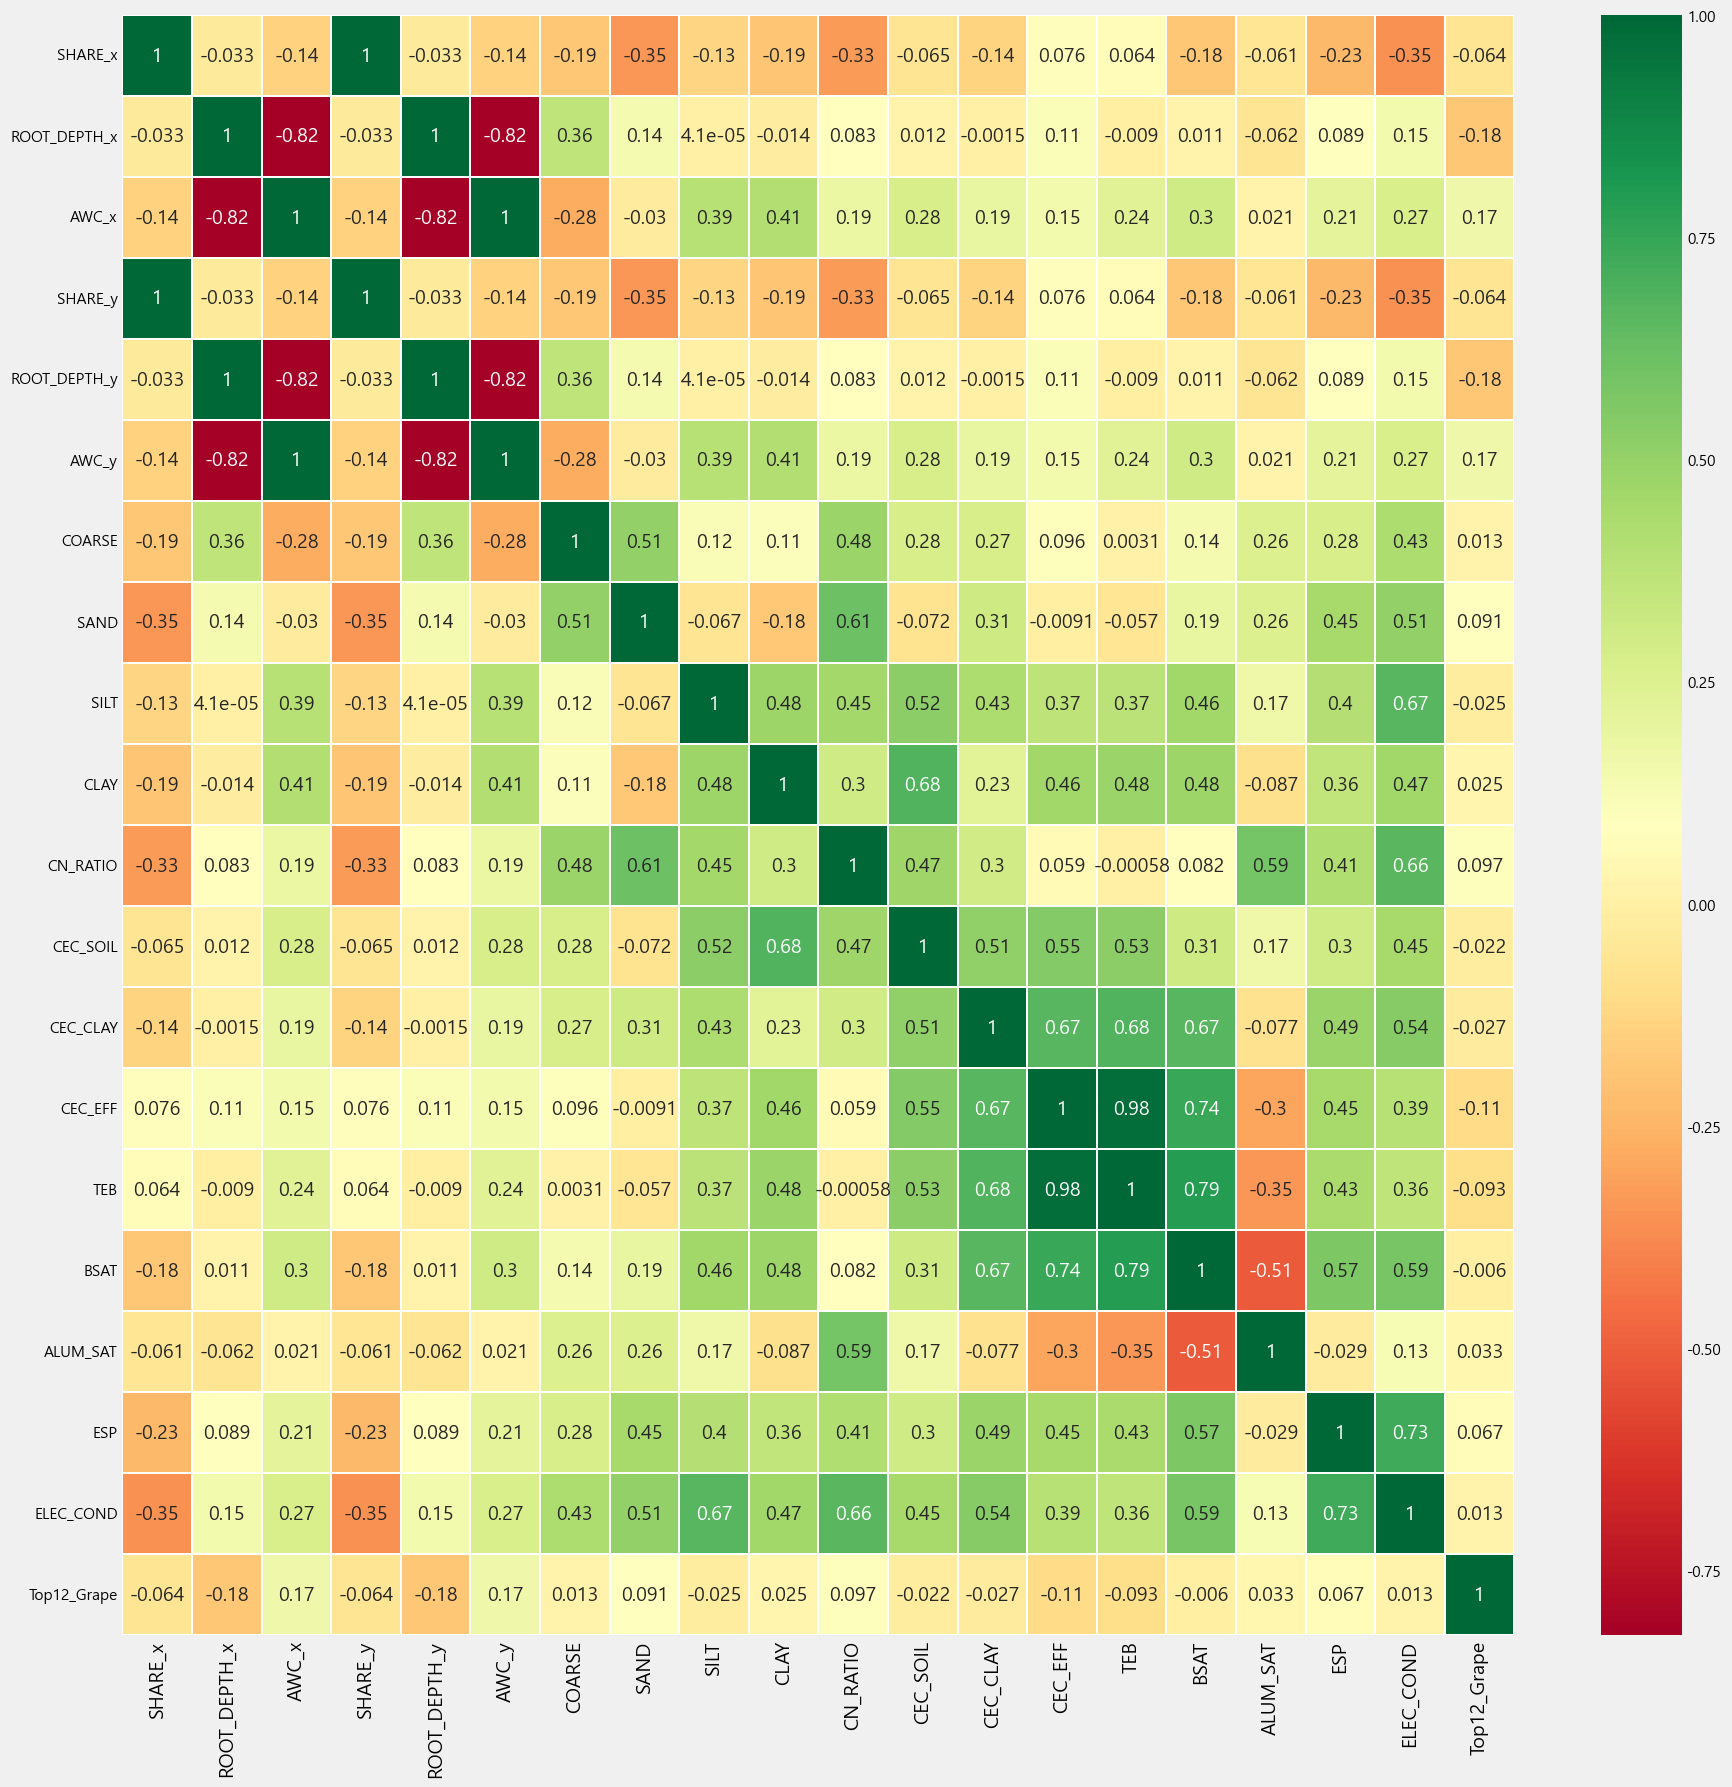 SHARE_x 1 -0.033 -0.14 1 -0.033 -0.14 -0.19 -0.35 -0.13 -0.19 -0.33 -0.065 -0.14 0.076 0.064 -0.18 -0.061 -0.23 -0.35 -0.064
ROOT_DEPTH_x -0.033 1 -0.82 -0.033 1 -0.82 0.36 0.14 4.1e-05 -0.014 0.083 0.012 -0.0015 0.11 -0.009 0.011 -0.062 0.089 0.15 -0.18
AWC_x -0.14 -0.82 1 -0.14 -0.82 1 -0.28 -0.03 0.39 0.41 0.19 0.28 0.19 0.15 0.24 0.3 0.021 0.21 0.27 0.17
SHARE_y 1 -0.033 -0.14 1 -0.033 -0.14 -0.19 -0.35 -0.13 -0.19 -0.33 -0.065 -0.14 0.076 0.064 -0.18 -0.061 -0.23 -0.35 -0.064
ROOT_DEPTH_y -0.033 1 -0.82 -0.033 1 -0.82 0.36 0.14 4.1e-05 -0.014 0.083 0.012 -0.0015 0.11 -0.009 0.011 -0.062 0.089 0.15 -0.18
AWC_y -0.14 -0.82 1 -0.14 -0.82 1 -0.28 -0.03 0.39 0.41 0.19 0.28 0.19 0.15 0.24 0.3 0.021 0.21 0.27 0.17
COARSE -0.19 0.36 -0.28 -0.19 0.36 -0.28 1 0.51 0.12 0.11 0.48 0.28 0.27 0.096 0.0031 0.14 0.26 0.28 0.43 0.013
SAND -0.35 0.14 -0.03 -0.35 0.14 -0.03 0.51 1 -0.067 -0.18 0.61 -0.072 0.31 -0.0091 -0.057 0.19 0.26 0.45 0.51 0.091
SILT -0.13 4.1e-05 0.39 -0.13 4.1e-05 0.39 0.12 -0.067 1 0.48 0.45 0.52 0.43 0.37 0.37 0.46 0.17 0.4 0.67 -0.025
CLAY -0.19 -0.014 0.41 -0.19 -0.014 0.41 0.11 -0.18 0.48 1 0.3 0.68 0.23 0.46 0.48 0.48 -0.087 0.36 0.47 0.025
CN_RATIO -0.33 0.083 0.19 -0.33 0.083 0.19 0.48 0.61 0.45 0.3 1 0.47 0.3 0.059 -0.00058 0.082 0.59 0.41 0.66 0.097
CEC_SOIL -0.065 0.012 0.28 -0.065 0.012 0.28 0.28 -0.072 0.52 0.68 0.47 1 0.51 0.55 0.53 0.31 0.17 0.3 0.45 -0.022
CEC_CLAY -0.14 -0.0015 0.19 -0.14 -0.0015 0.19 0.27 0.31 0.43 0.23 0.3 0.51 1 0.67 0.68 0.67 -0.077 0.49 0.54 -0.027
CEC_EFF 0.076 0.11 0.15 0.076 0.11 0.15 0.096 -0.0091 0.37 0.46 0.059 0.55 0.67 1 0.98 0.74 -0.3 0.45 0.39 -0.11
TEB 0.064 -0.009 0.24 0.064 -0.009 0.24 0.0031 -0.057 0.37 0.48 -0.00058 0.53 0.68 0.98 1 0.79 -0.35 0.43 0.36 -0.093
BSAT -0.18 0.011 0.3 -0.18 0.011 0.3 0.14 0.19 0.46 0.48 0.082 0.31 0.67 0.74 0.79 1 -0.51 0.57 0.59 -0.006
ALUM_SAT -0.061 -0.062 0.021 -0.061 -0.062 0.021 0.26 0.26 0.17 -0.087 0.59 0.17 -0.077 -0.3 -0.35 -0.51 1 -0.029 0.13 0.033
ESP -0.23 0.089 0.21 -0.23 0.089 0.21 0.28 0.45 0.4 0.36 0.41 0.3 0.49 0.45 0.43 0.57 -0.029 1 0.73 0.067
ELEC_COND -0.35 0.15 0.27 -0.35 0.15 0.27 0.43 0.51 0.67 0.47 0.66 0.45 0.54 0.39 0.36 0.59 0.13 0.73 1 0.013
Top12_Grape -0.064 -0.18 0.17 -0.064 -0.18 0.17 0.013 0.091 -0.025 0.025 0.097 -0.022 -0.027 -0.11 -0.093 -0.006 0.033 0.067 0.013 1
SHARE_x ROOT_DEPTH_x AWC_x SHARE_y ROOT_DEPTH_y AWC_y COARSE SAND SILT CLAY CN_RATIO CEC_SOIL CEC_CLAY CEC_EFF TEB BSAT ALUM_SAT ESP ELEC_COND Top12_Grape
1.00
0.75
0.50
0.25
0.00
-0.25
-0.50
-0.75